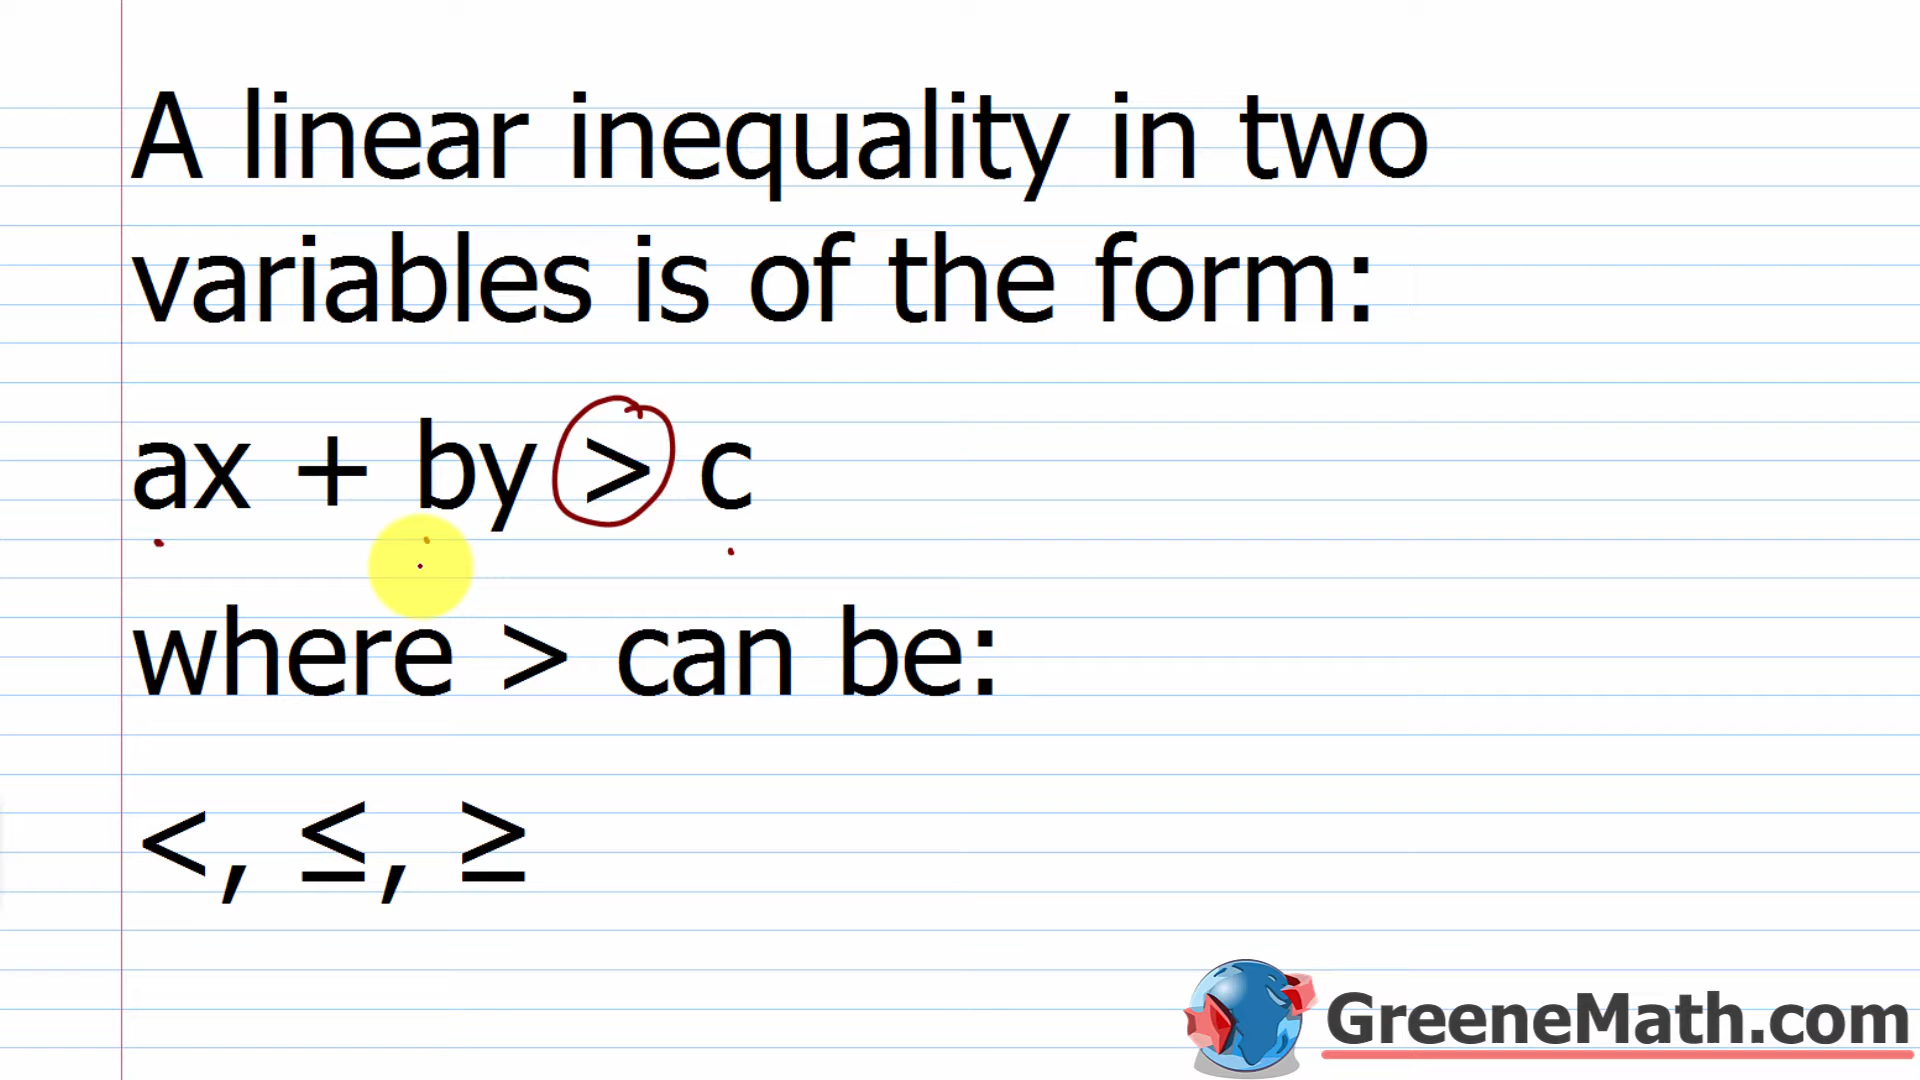 A linear inequality in two
variables is of the form:
ax + by > c
where > can be:
<, ≤, ≥
GreeneMath.com